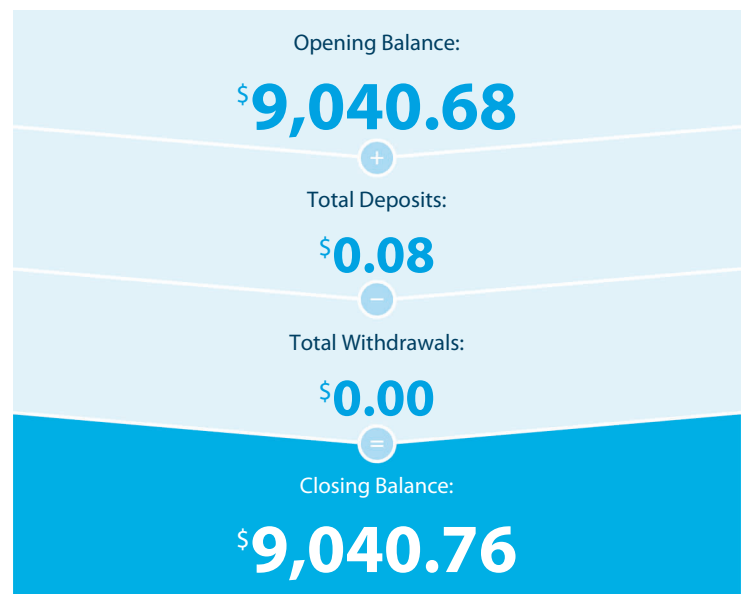 Opening Balance:
$9,040.68
+
Total Deposits:
$0.08
−
Total Withdrawals:
$0.00
=
Closing Balance:
$9,040.76